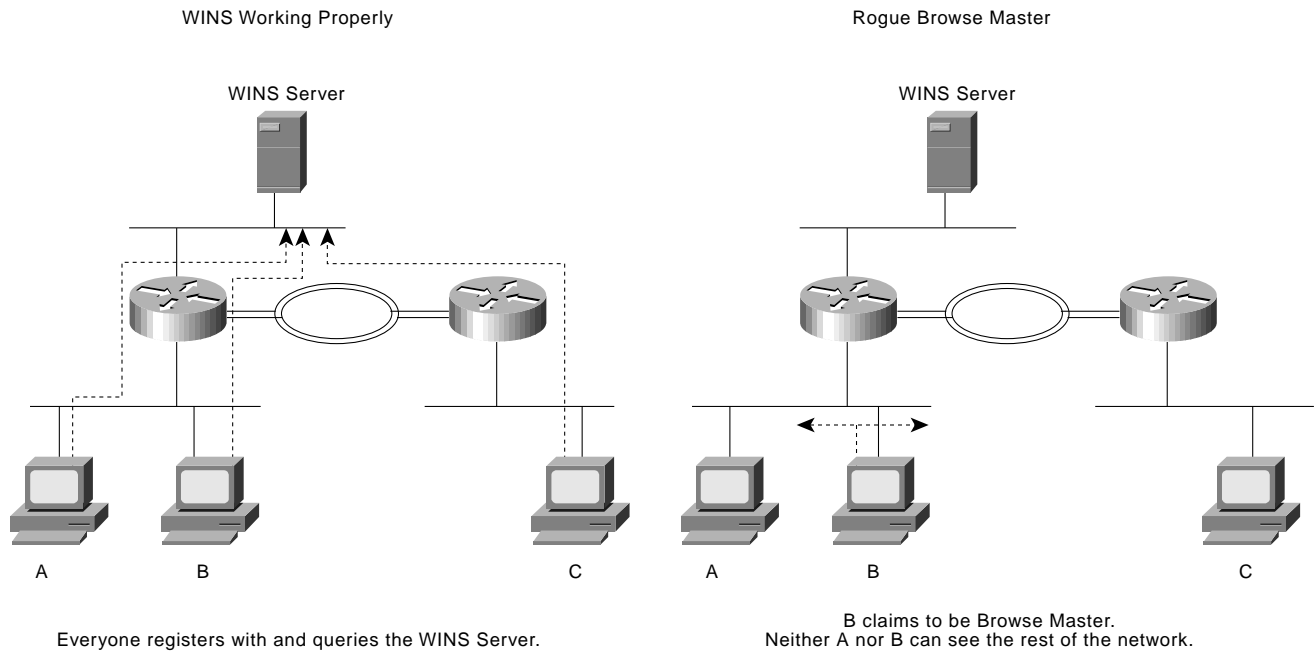 WINS Working Properly
WINS Server
A
B
C
Everyone registers with and queries the WINS Server.
Rogue Browse Master
WINS Server
A
B
C
B claims to be Browse Master.
Neither A nor B can see the rest of the network.